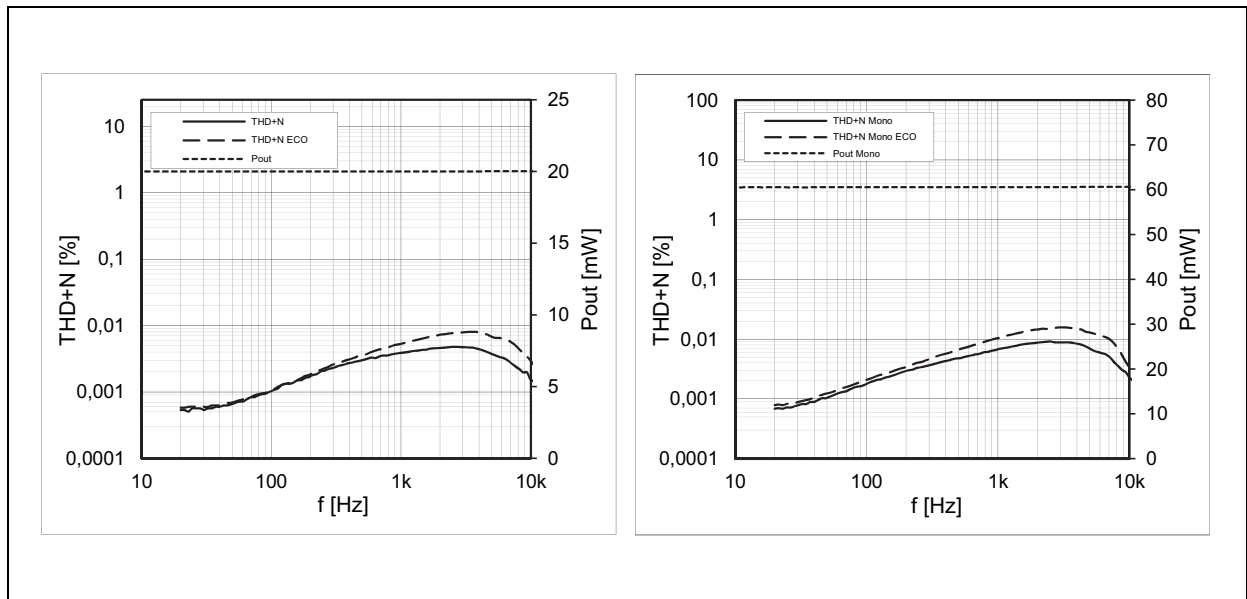 THD+N
THD+N ECO
Pout
10
1
0,1
0,01
0,001
0,0001
THD+N [%]
25
20
15
10
5
0
Pout [mW]
10
100
1k
10k
f [Hz]
THD+N Mono
THD+N Mono ECO
Pout Mono
100
10
1
0,1
0,01
0,001
0,0001
THD+N [%]
80
70
60
50
40
30
20
10
0
Pout [mW]
10
100
1k
10k
f [Hz]